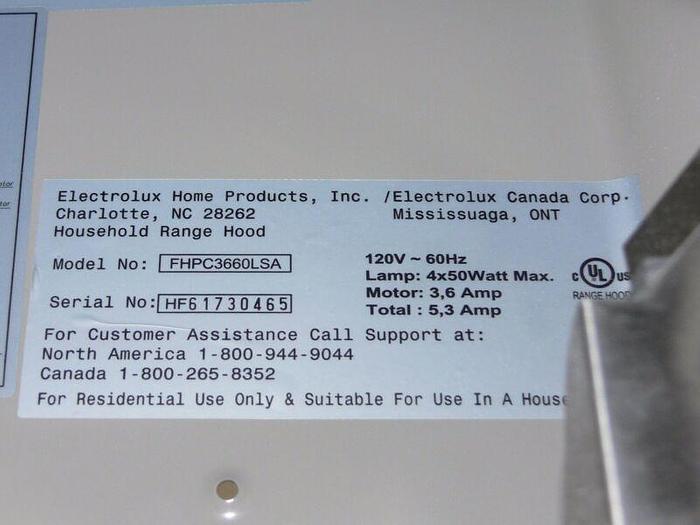 Electrolux Home Products, Inc. /Electrolux Canada Corp.
Charlotte, NC 28262 Mississuaga, ONT
Household Range Hood
Model No: FHPC3660LSA
120V ~ 60Hz
Lamp: 4x50Watt Max.
Motor: 3,6 Amp
Total : 5,3 Amp
c UL US
RANGE HOOD
Serial No: HF61730465
For Customer Assistance Call Support at:
North America 1-800-944-9044
Canada 1-800-265-8352
For Residential Use Only & Suitable For Use In A House